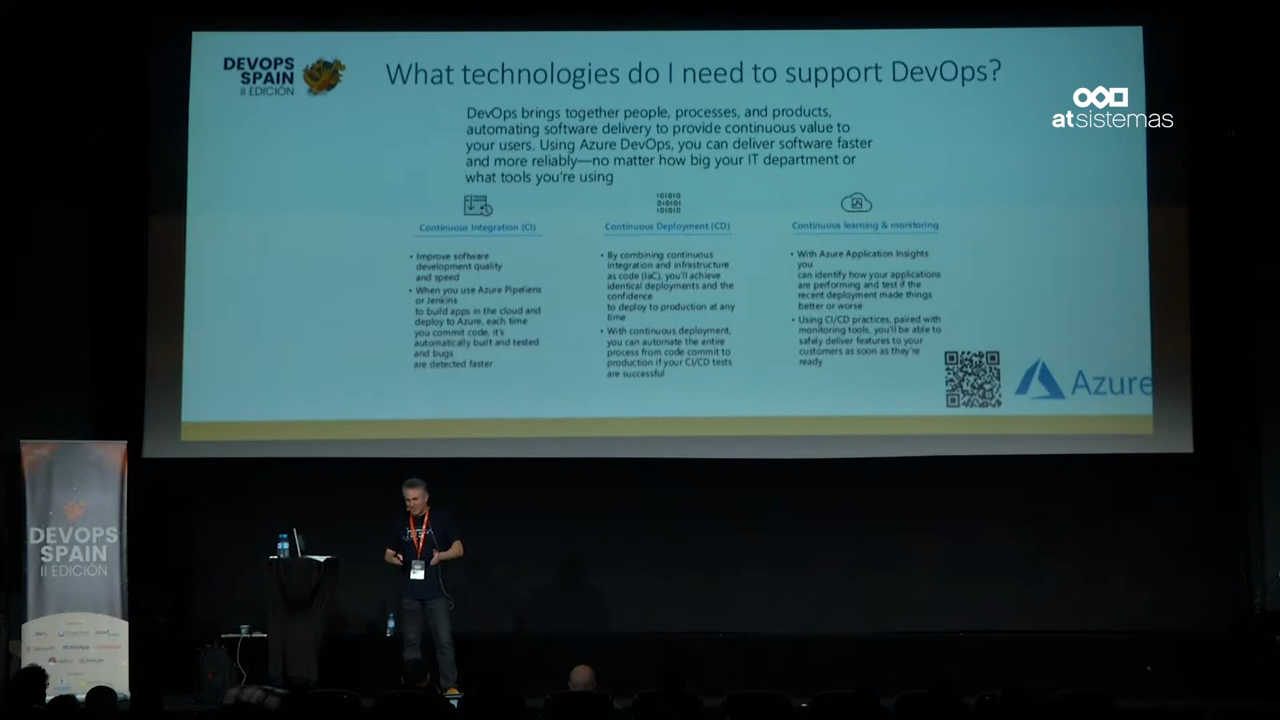 DEVOPS
SPAIN
II EDICIÓN
What technologies do I need to support DevOps?
atsistemas
DevOps brings together people, processes, and products,
automating software delivery to provide continuous value to
your users. Using Azure DevOps, you can deliver software faster
and more reliably—no matter how big your IT department or
what tools you're using
Continuous Integration (CI)
• Improve software
development quality
and speed
• When you use Azure Pipeliens
or Jenkins
to build apps in the cloud and
deploy to Azure, each time
you commit code, it's
automatically built and tested
and bugs
are detected faster
101010
010101
101010
Continuous Deployment (CD)
• By combining continuous
integration and infrastructure
as code (IaC), you'll achieve
identical deployments and the
confidence
to deploy to production at any
time
• With continuous deployment,
you can automate the entire
process from code commit to
production if your CI/CD tests
are successful
Continuous learning & monitoring
• With Azure Application Insights
you
can identify how your applications
are performing and test if the
recent deployment made things
better or worse
• Using CI/CD practices, paired with
monitoring tools, you'll be able to
safely deliver features to your
customers as soon as they're
ready
Azure
DEVOPS
SPAIN
II EDICIÓN